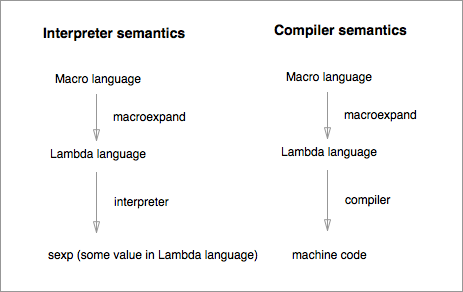 Interpreter semantics
Macro language
macroexpand
Lambda language
interpreter
sexp (some value in Lambda language)
Compiler semantics
Macro language
macroexpand
Lambda language
compiler
machine code